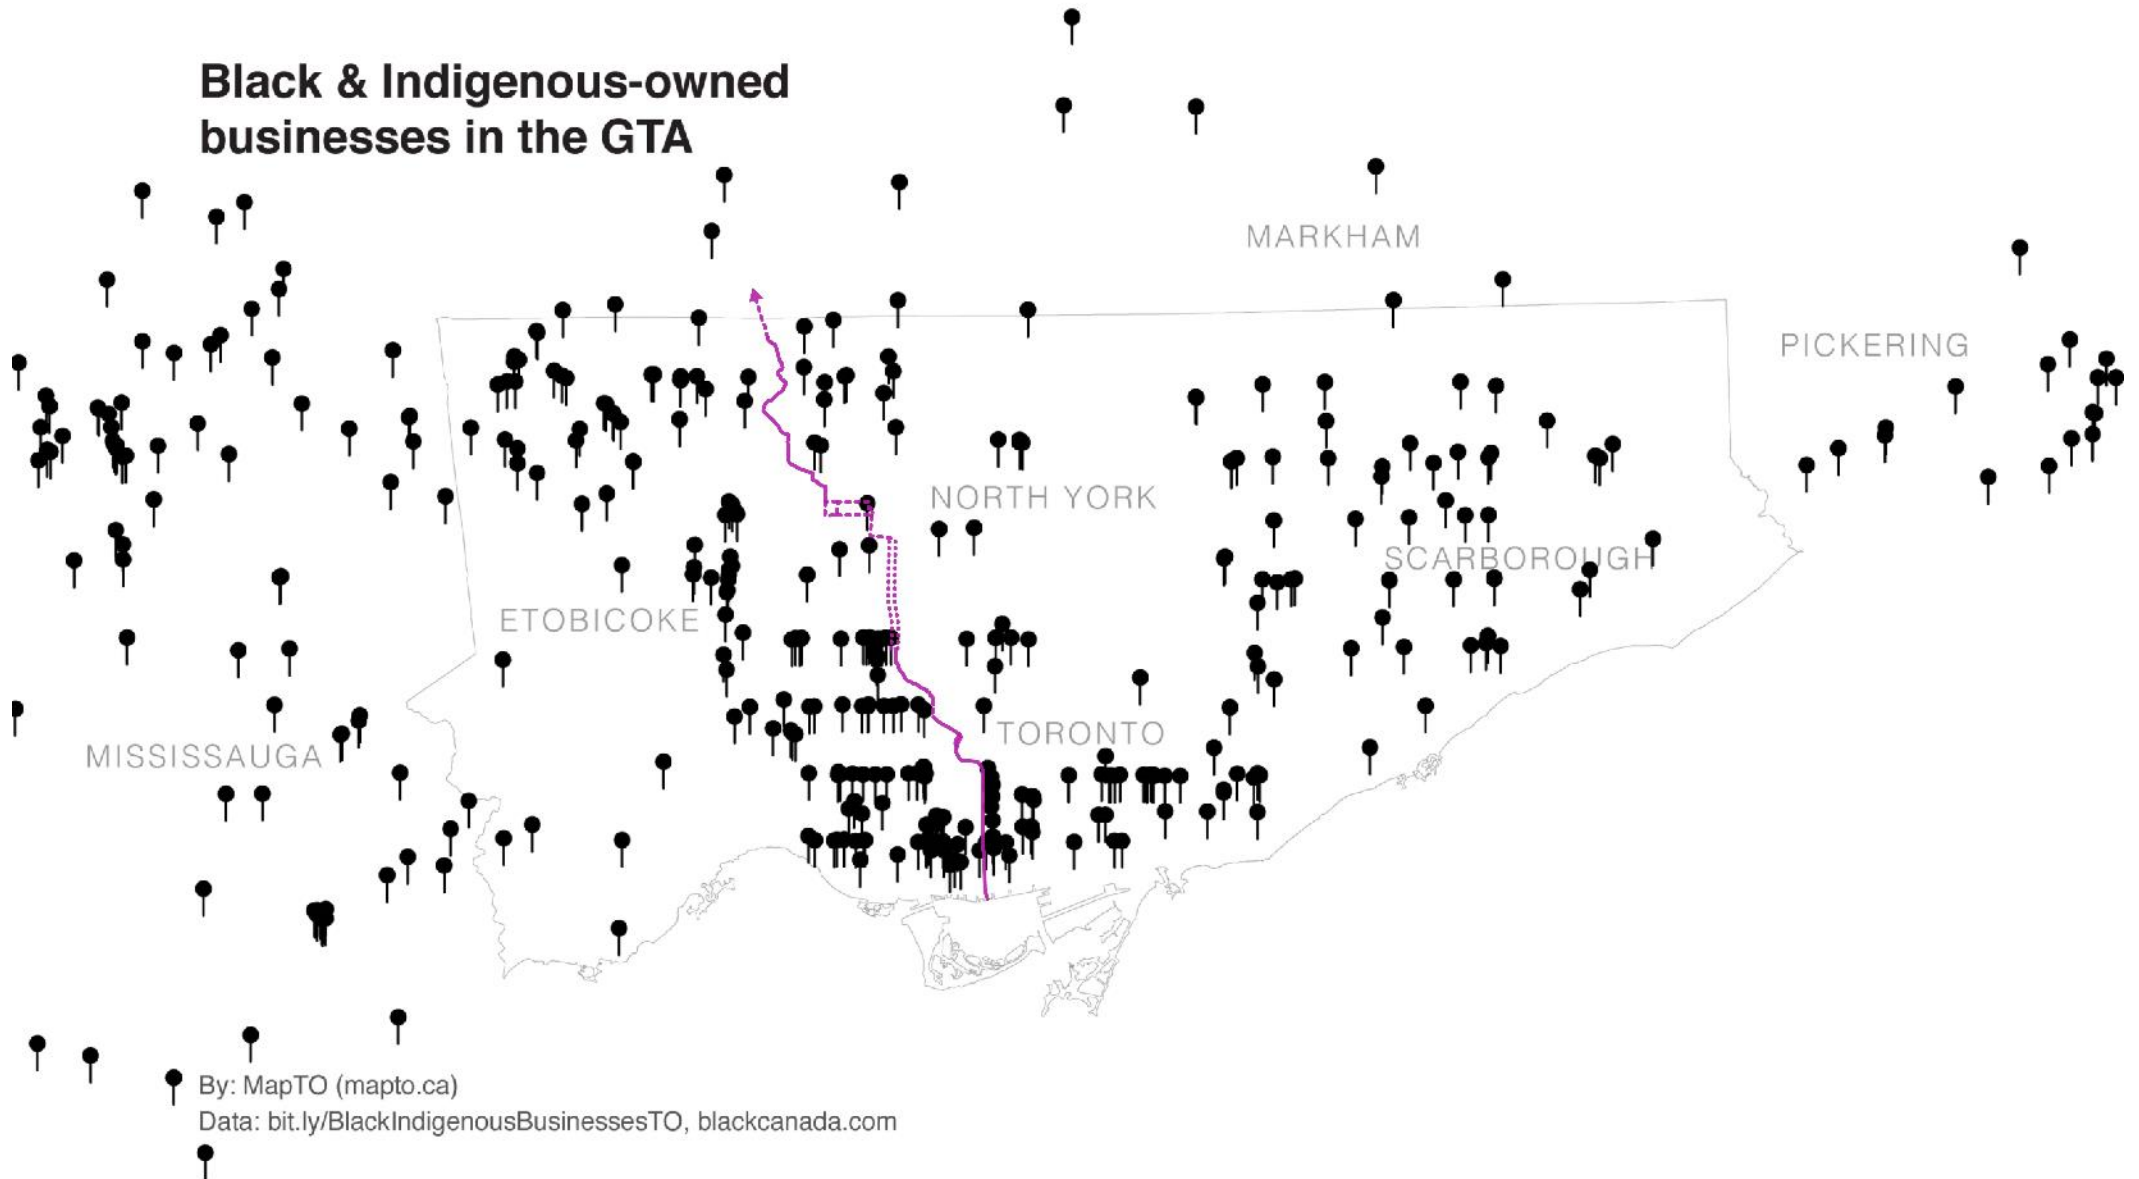 Black & Indigenous-owned
businesses in the GTA
MARKHAM
PICKERING
NORTH YORK
SCARBOROUGH
ETOBICOKE
TORONTO
MISSISSAUGA
By: MapTO (mapto.ca)
Data: bit.ly/BlackIndigenousBusinessesTO, blackcanada.com